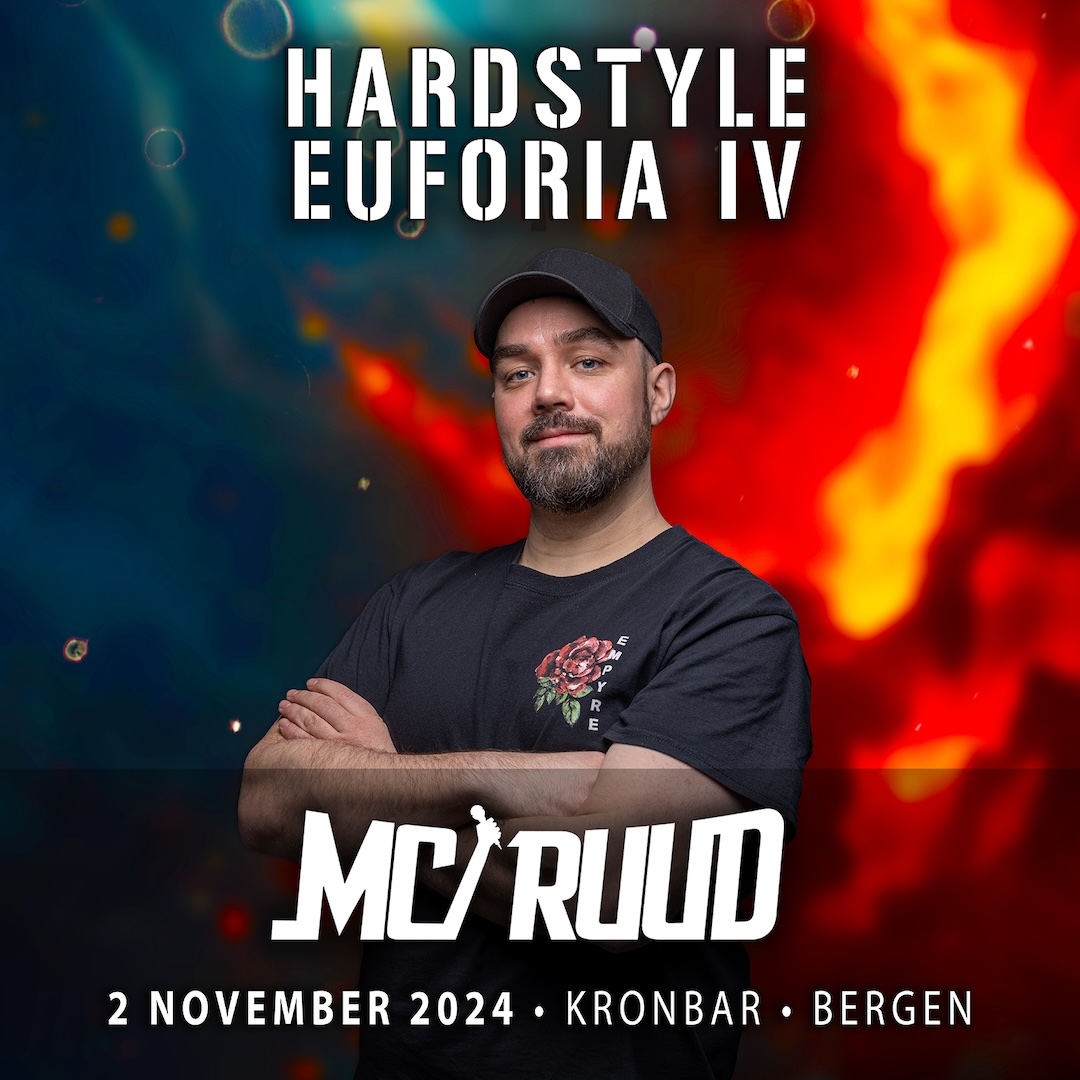 HARDSTYLE
EUFORIA IV
EMPYRE
MC RUUD
2 NOVEMBER 2024 • KRONBAR • BERGEN